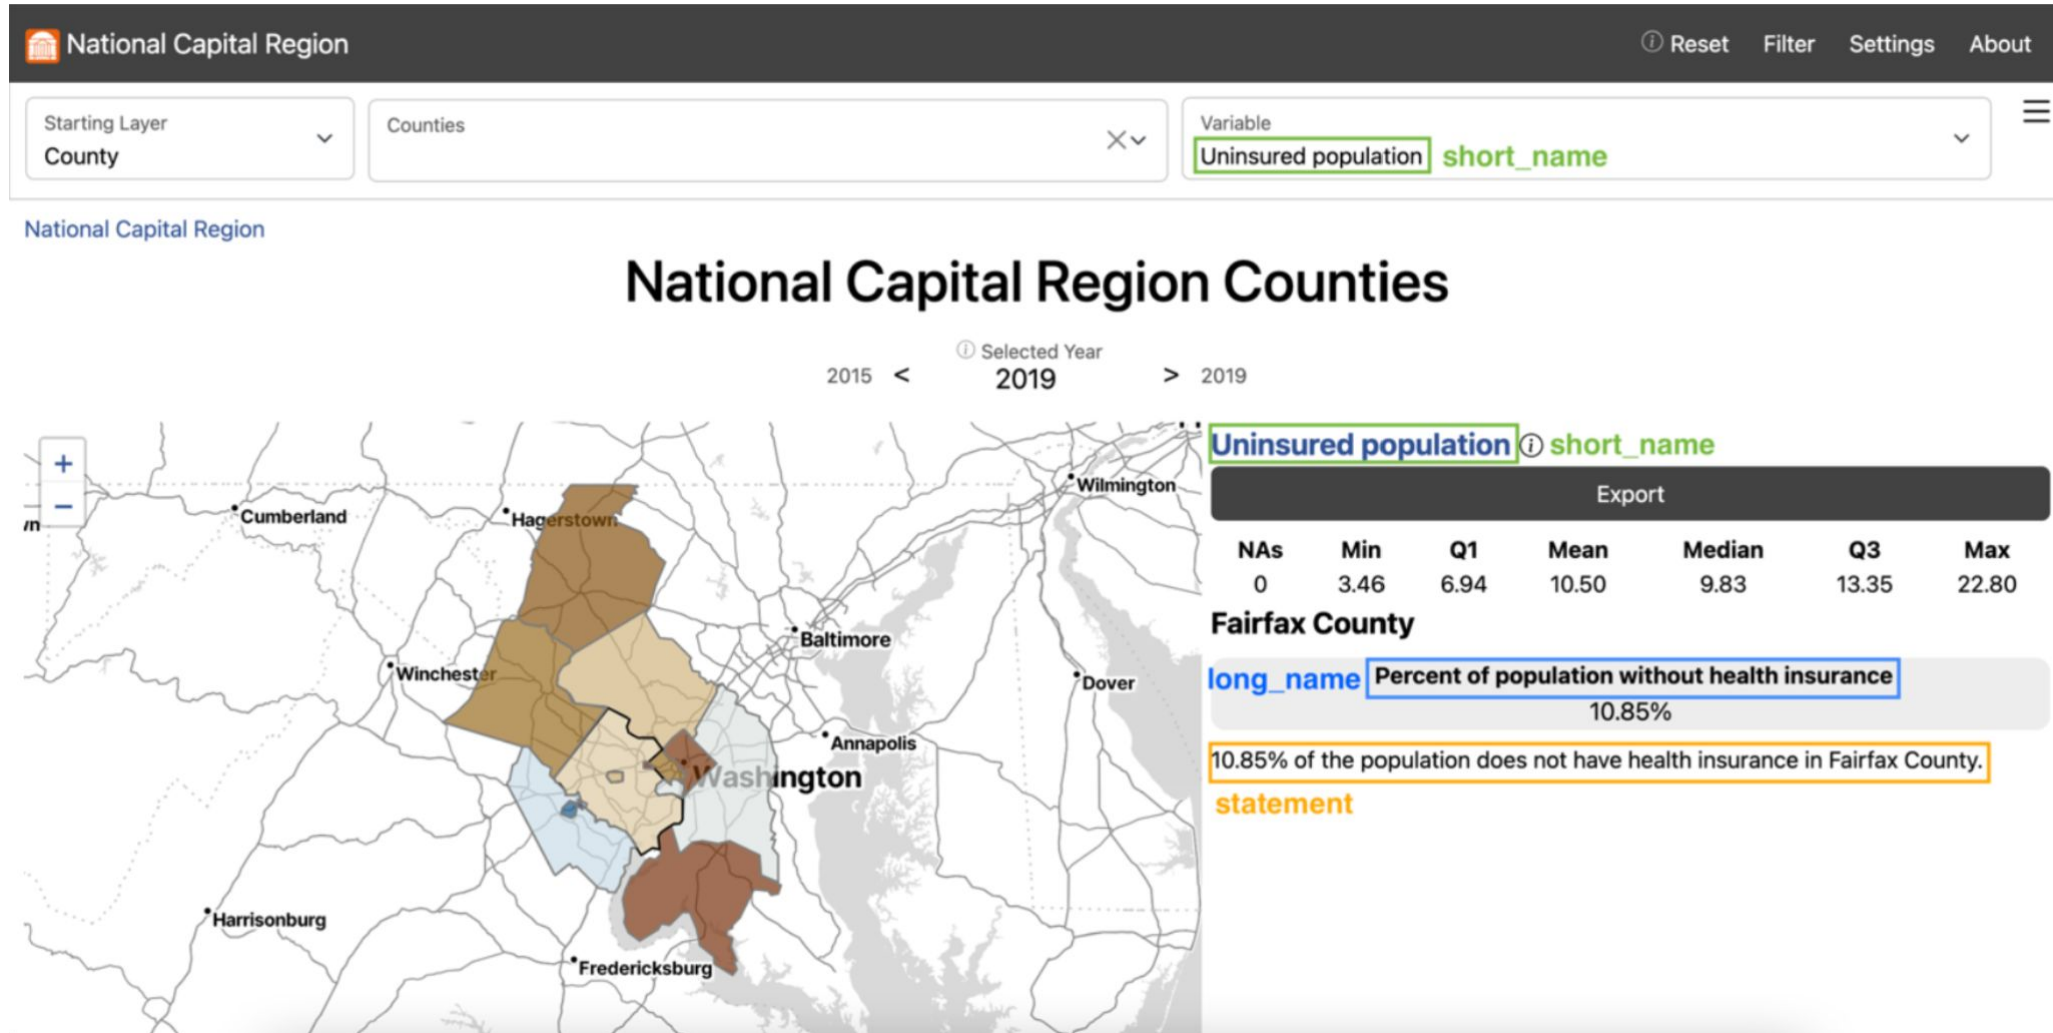 National Capital Region
Reset Filter Settings About
Starting Layer
County
Counties
Variable
Uninsured population short_name
National Capital Region
National Capital Region Counties
Selected Year
2015 < 2019 > 2019
+
−
Cumberland
Hagerstown
Wilmington
Baltimore
Winchester
Dover
Annapolis
Washington
Harrisonburg
Fredericksburg
Uninsured population short_name
Export
NAs Min Q1 Mean Median Q3 Max
0 3.46 6.94 10.50 9.83 13.35 22.80
Fairfax County
long_name Percent of population without health insurance
10.85%
10.85% of the population does not have health insurance in Fairfax County.
statement